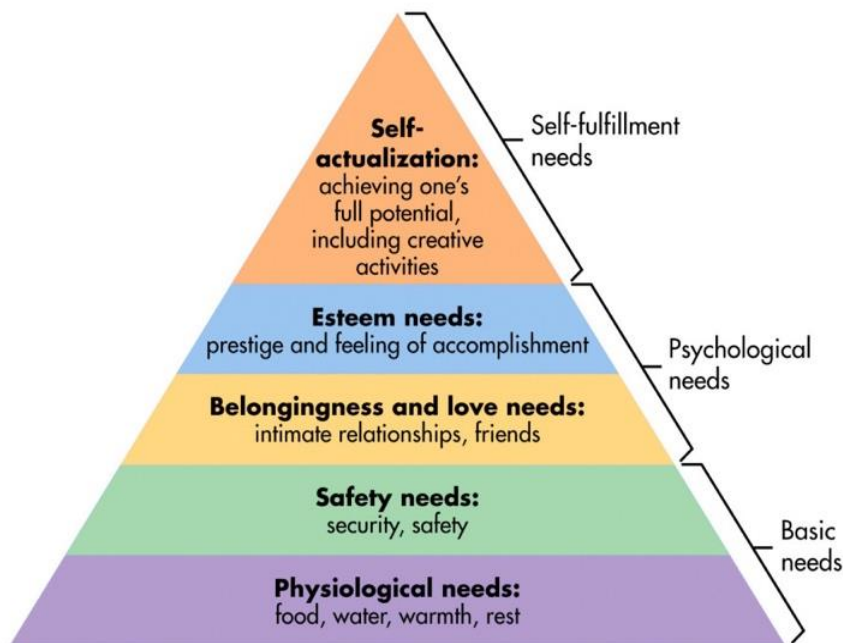 Self-
actualization:
achieving one's
full potential,
including creative
activities
Self-fulfillment
needs
Esteem needs:
prestige and feeling of accomplishment
Psychological
needs
Belongingness and love needs:
intimate relationships, friends
Safety needs:
security, safety
Basic
needs
Physiological needs:
food, water, warmth, rest